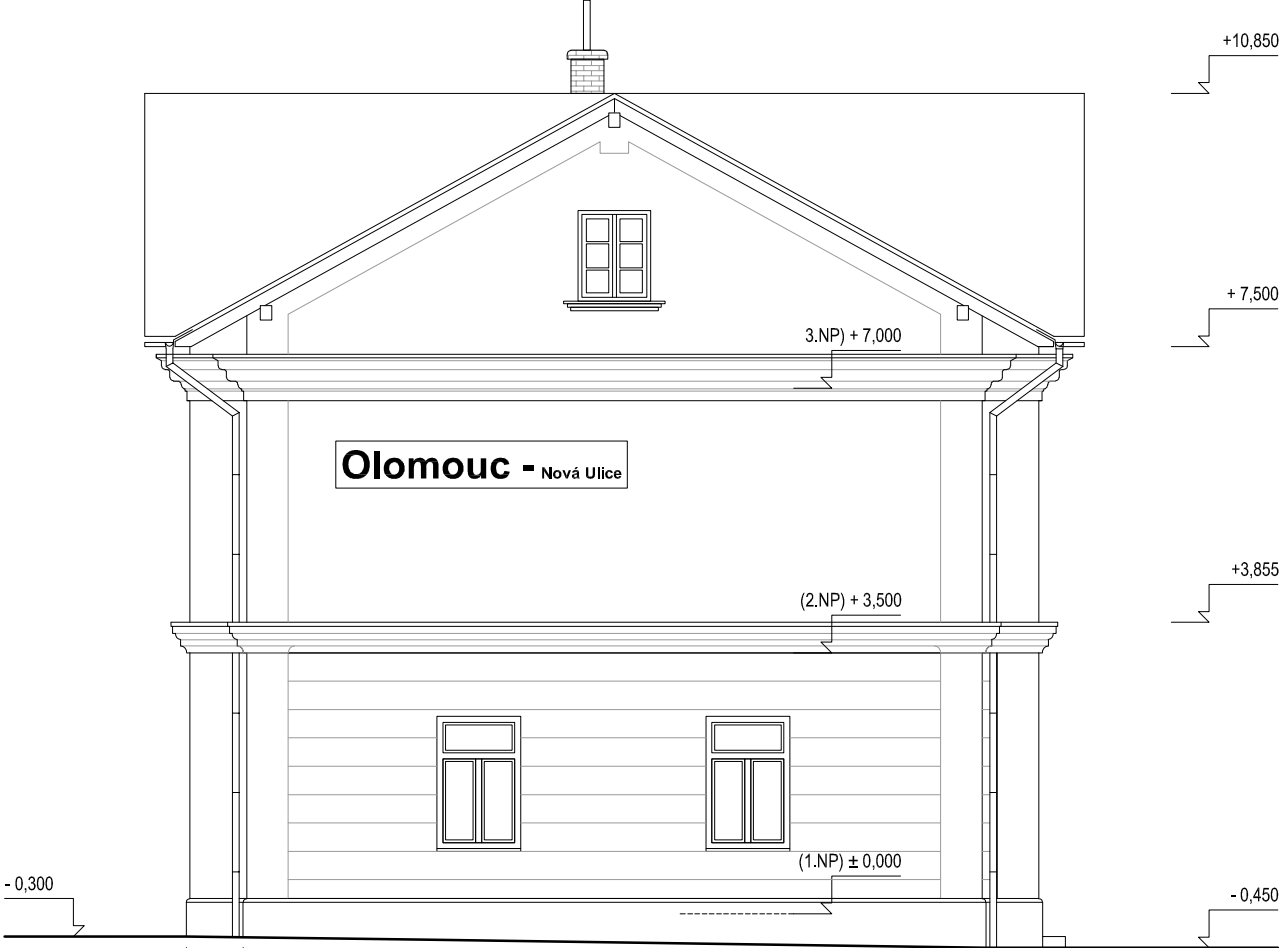 +10,850
+ 7,500
3.NP) + 7,000
Olomouc - Nová Ulice
+3,855
(2.NP) + 3,500
(1.NP) ± 0,000
- 0,300
- 0,450